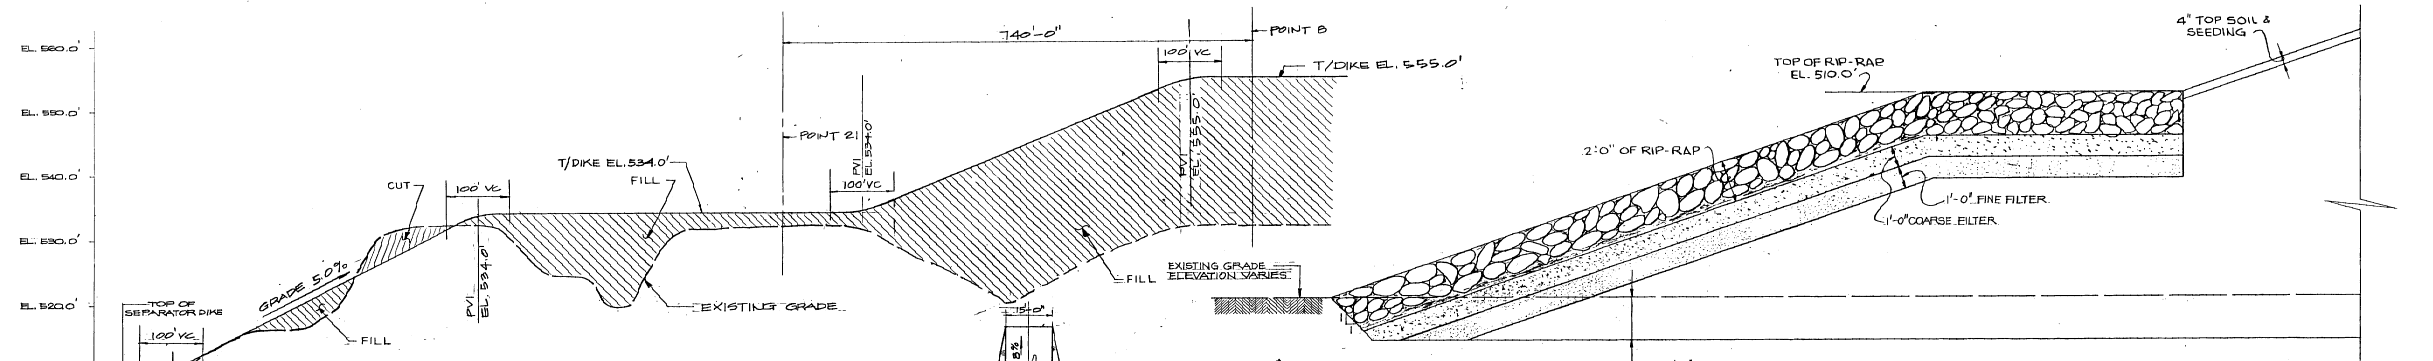 EL. 560.0'
EL. 550.0'
EL. 540.0'
EL. 530.0'
EL. 520.0'
TOP OF
SEPARATOR DIKE
100' VC
GRADE 5.0%
FILL
CUT
100' VC
PVI
EL. 534.0'
T/DIKE EL. 534.0'
FILL
EXISTING GRADE
740'-0"
POINT 21
PVI
EL. 534.0'
100' VC
100' VC
POINT B
T/DIKE EL. 555.0'
PVI
EL. 555.0'
FILL
15'-0"
EXISTING GRADE
ELEVATION VARIES
2'-0" OF RIP-RAP
TOP OF RIP-RAP
EL. 510.0'
4" TOP SOIL &
SEEDING
1'-0" FINE FILTER
1'-0" COARSE FILTER